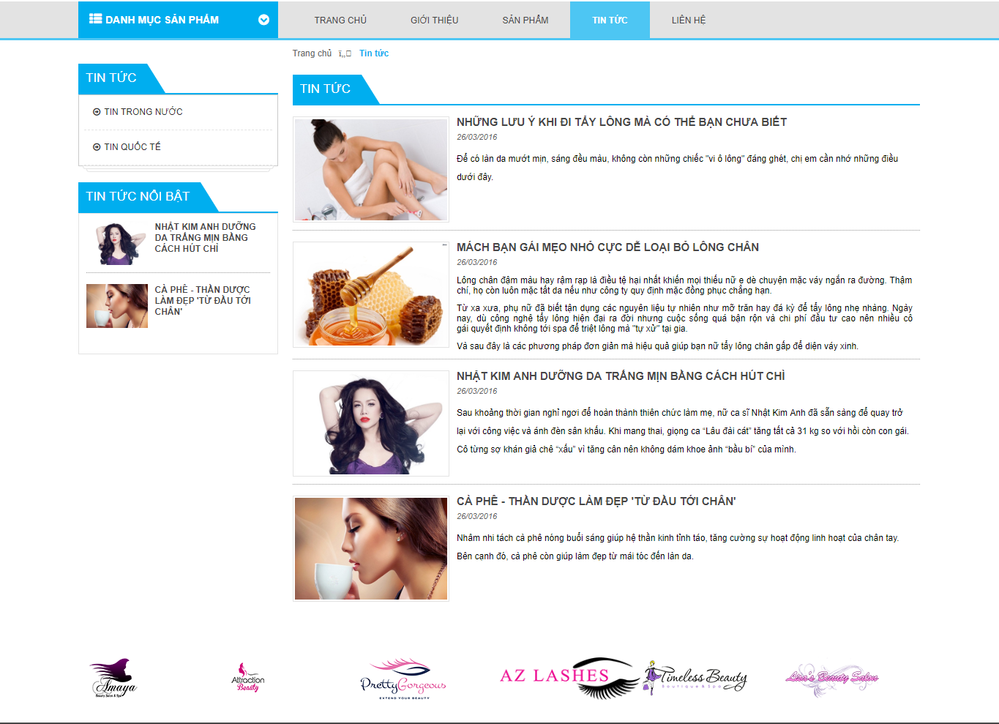 DANH MỤC SẢN PHẨM
TRANG CHỦ
GIỚI THIỆU
SẢN PHẨM
TIN TỨC
LIÊN HỆ
Trang chủ ï„ Tin tức
TIN TỨC
TIN TRONG NƯỚC
TIN QUỐC TẾ
TIN TỨC NỔI BẬT
NHẬT KIM ANH DƯỠNG
DA TRẮNG MỊN BẰNG
CÁCH HÚT CHÌ
CÀ PHÊ - THẦN DƯỢC
LÀM ĐẸP 'TỪ ĐẦU TỚI
CHÂN'
TIN TỨC
NHỮNG LƯU Ý KHI ĐI TẨY LÔNG MÀ CÓ THỂ BẠN CHƯA BIẾT
26/03/2016
Để có làn da mướt mịn, sáng đều màu, không còn những chiếc "vi ô lông" đáng ghét, chị em cần nhớ những điều
dưới đây.
MÁCH BẠN GÁI MẸO NHỎ CỰC DỄ LOẠI BỎ LÔNG CHÂN
26/03/2016
Lông chân đậm màu hay rậm rạp là điều tệ hại nhất khiến mọi thiếu nữ e dè chuyện mặc váy ngắn ra đường. Thậm
chí, họ còn luôn mặc tất da nếu như công ty quy định mặc đồng phục chẳng hạn.
Từ xa xưa, phụ nữ đã biết tận dụng các nguyên liệu tự nhiên như mỡ trăn hay đá kỳ để tẩy lông nhẹ nhàng. Ngày
nay, dù công nghệ tẩy lông hiện đại ra đời nhưng cuộc sống quá bận rộn và chi phí đầu tư cao nên nhiều cô
gái quyết định không tới spa để triệt lông mà "tự xử" tại gia.
Và sau đây là các phương pháp đơn giản mà hiệu quả giúp bạn nữ tẩy lông chân gấp để diện váy xinh.
NHẬT KIM ANH DƯỠNG DA TRẮNG MỊN BẰNG CÁCH HÚT CHÌ
26/03/2016
Sau khoảng thời gian nghỉ ngơi để hoàn thành thiên chức làm mẹ, nữ ca sĩ Nhật Kim Anh đã sẵn sàng để quay trở
lại với công việc và ánh đèn sân khấu. Khi mang thai, giọng ca “Lâu đài cát” tăng tất cả 31 kg so với hồi còn con gái.
Cô từng sợ khán giả chê “xấu” vì tăng cân nên không dám khoe ảnh “bầu bí” của mình.
CÀ PHÊ - THẦN DƯỢC LÀM ĐẸP 'TỪ ĐẦU TỚI CHÂN'
26/03/2016
Nhâm nhi tách cà phê nóng buổi sáng giúp hệ thần kinh tỉnh táo, tăng cường sự hoạt động linh hoạt của chân tay.
Bên cạnh đó, cà phê còn giúp làm đẹp từ mái tóc đến làn da.
Amaya
Beauty Salon & Spa
Attraction
Beauty
PrettyGorgeous
EXTEND YOUR BEAUTY
AZ LASHES
Timeless Beauty
Boutique & Spa
Lisa's Beauty Salon